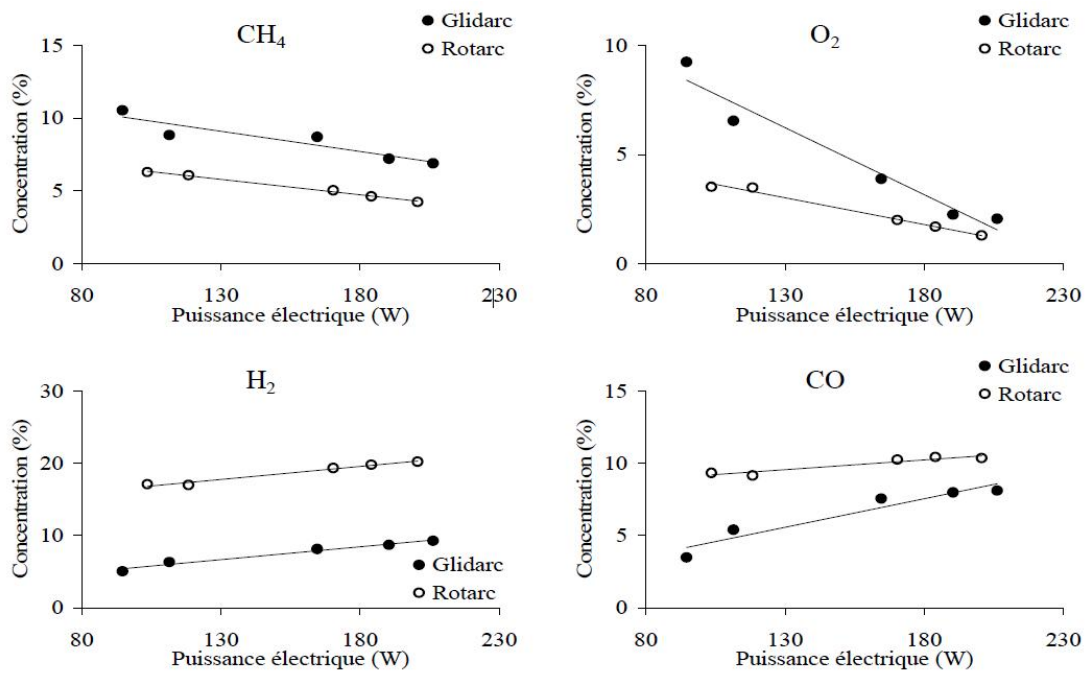 CH4
Glidarc
Rotarc
Concentration (%)
15
10
5
0
80 130 180 230
Puissance électrique (W)
O2
Glidarc
Rotarc
Concentration (%)
10
5
0
80 130 180 230
Puissance électrique (W)
H2
Concentration (%)
30
20
10
0
Glidarc
Rotarc
80 130 180 230
Puissance électrique (W)
CO
Glidarc
Rotarc
Concentration (%)
15
10
5
0
80 130 180 230
Puissance électrique (W)